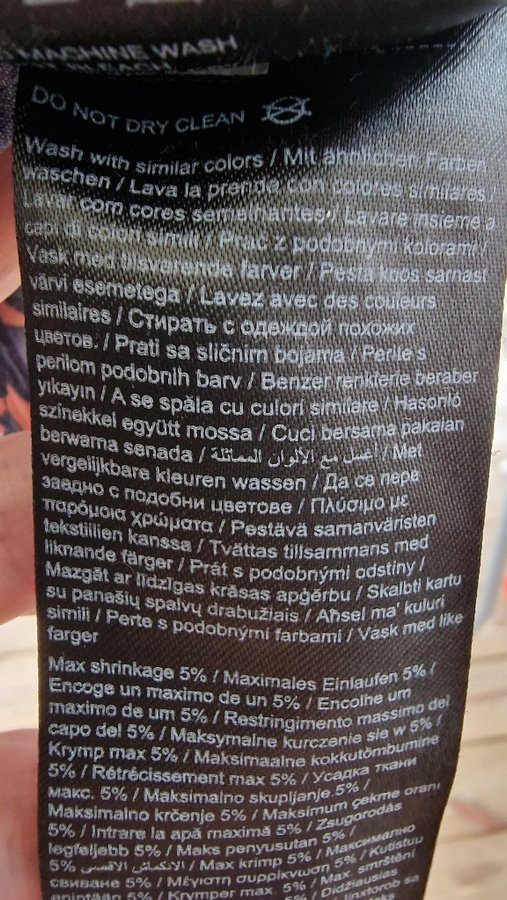 MACHINE WASH
DO NOT DRY CLEAN
Wash with similar colors / Mit ähnlichen Farben
waschen / Lava la prenda con colores similares /
Lavar com cores semelhantes / Lavare insieme a
capi di colori simili / Prać z podobnymi kolorami /
Vask med tilsvarende farver / Pesta koos sarnast
värvi esemetega / Lavez avec des couleurs
similaires / Стирать с одеждой похожих
цветов. / Prati sa sličnim bojama / Perite s
perilom podobnih barv / Benzer renklerle beraber
yıkayın / A se spăla cu culori similare / Hasonló
színekkel együtt mossa / Cuci bersama pakaian
berwarna senada / اغسل مع الألوان المماثلة / Met
vergelijkbare kleuren wassen / Да се пере
заедно с подобни цветове / Πλύσιμο με
παρόμοια χρώματα / Pestävä samanväristen
tekstiilien kanssa / Tvättas tillsammans med
liknande färger / Prát s podobnými odstíny /
Mazgāt ar līdzīgas krāsas apģērbu / Skalbti kartu
su panašių spalvų drabužiais / Aħsel ma' kuluri
simili / Perte s podobnými farbami / Vask med like
farger
Max shrinkage 5% / Maximales Einlaufen 5% /
Encoge un maximo de un 5% / Encolhe um
maximo de um 5% / Restringimento massimo del
capo del 5% / Maksymalne kurczenie sie w 5% /
Krymp max 5% / Maksimaalne kokkutõmbumine
5% / Rétrécissement max 5% / Усадка ткани
макс. 5% / Maksimalno skupljanje 5% /
Maksimalno krčenje 5% / Maksimum çekme oranı
5% / Intrare la apă maximă 5% / Zsugorodás
legfeljebb 5% / Maks penyusutan 5% /
5% الانكماش الأقصى / Max krimp 5% / Максимално
свиване 5% / Μέγιστη συρρίκνωση 5% / Kutistuu
5% / Krymper max. 5% / Max. smrštění
5% / Didžiausias